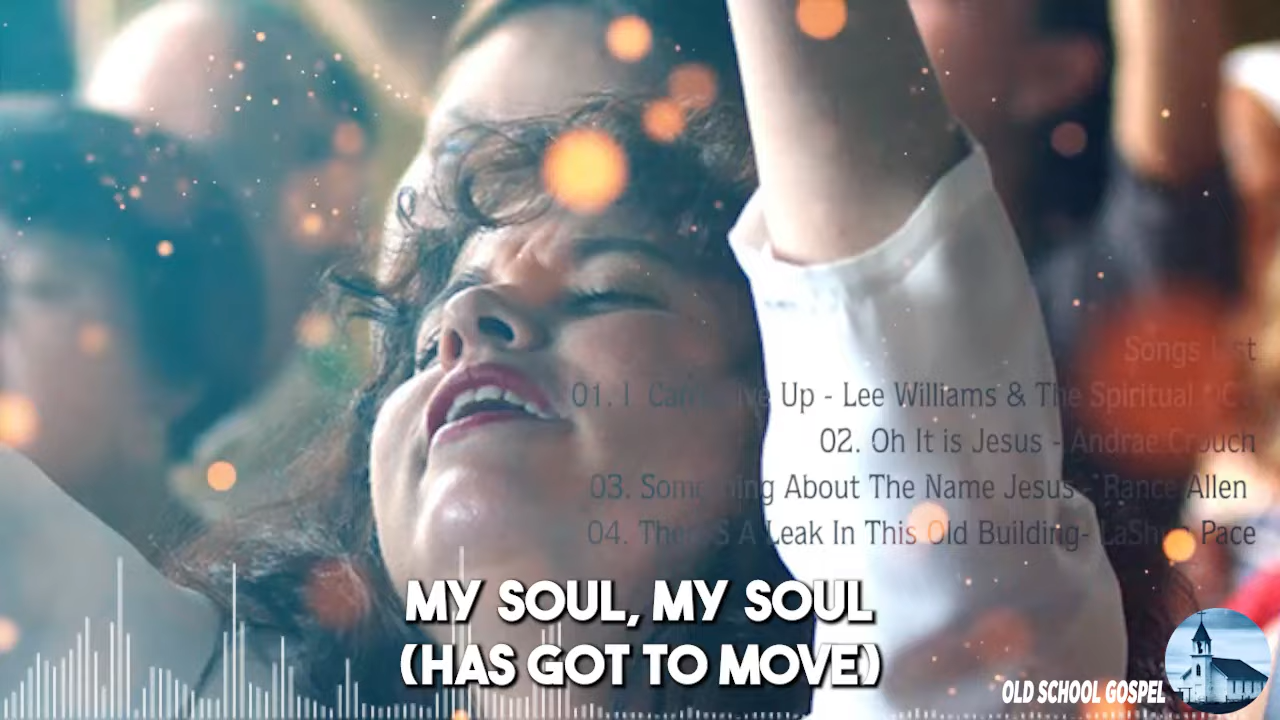 Songs List
01. I Can't Give Up - Lee Williams & The Spiritual
02. Oh It is Jesus - Andrae Crouch
03. Something About The Name Jesus - Rance Allen
04. There S A Leak In This Old Building- LaShun Pace
MY SOUL, MY SOUL
(HAS GOT TO MOVE)
OLD SCHOOL GOSPEL